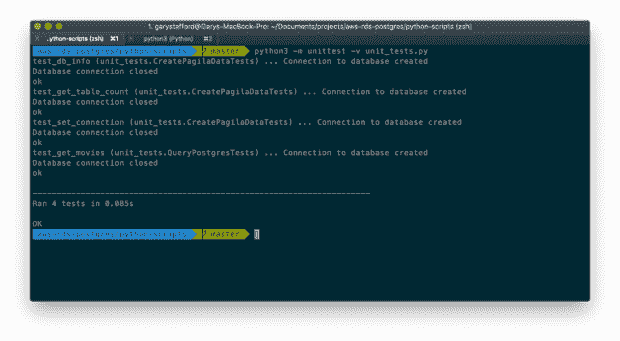 1. garystafford@Garys-MacBook-Pro: ~/Documents/projects/aws-rds-postgres/python-scripts (zsh)
..python-scripts (zsh) ⌘1 python3 (Python) ⌘2
master python3 -m unittest -v unit_tests.py
test_db_info (unit_tests.CreatePagilaDataTests) ... Connection to database created
Database connection closed
ok
test_get_table_count (unit_tests.CreatePagilaDataTests) ... Connection to database created
Database connection closed
ok
test_set_connection (unit_tests.CreatePagilaDataTests) ... Connection to database created
Database connection closed
ok
test_get_movies (unit_tests.QueryPostgresTests) ... Connection to database created
Database connection closed
ok
----------------------------------------------------------------------
Ran 4 tests in 0.085s
OK
master